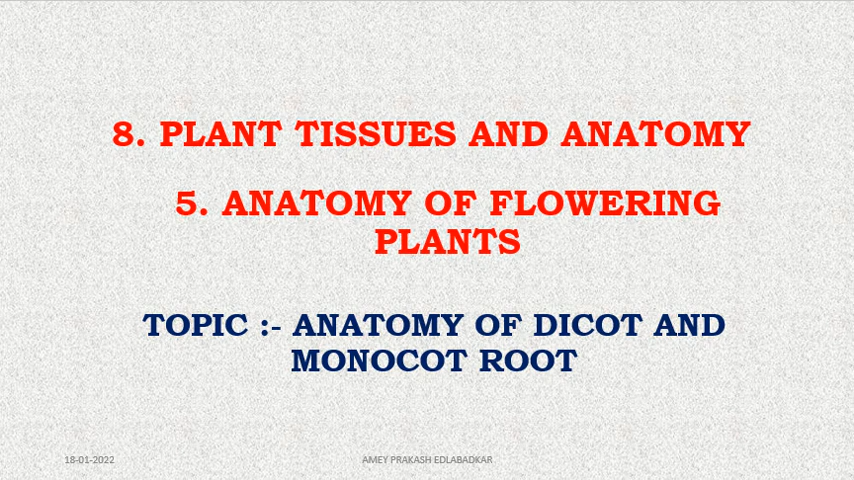 8. PLANT TISSUES AND ANATOMY
5. ANATOMY OF FLOWERING
PLANTS
TOPIC :- ANATOMY OF DICOT AND
MONOCOT ROOT
18-01-2022
AMEY PRAKASH EDLABADKAR